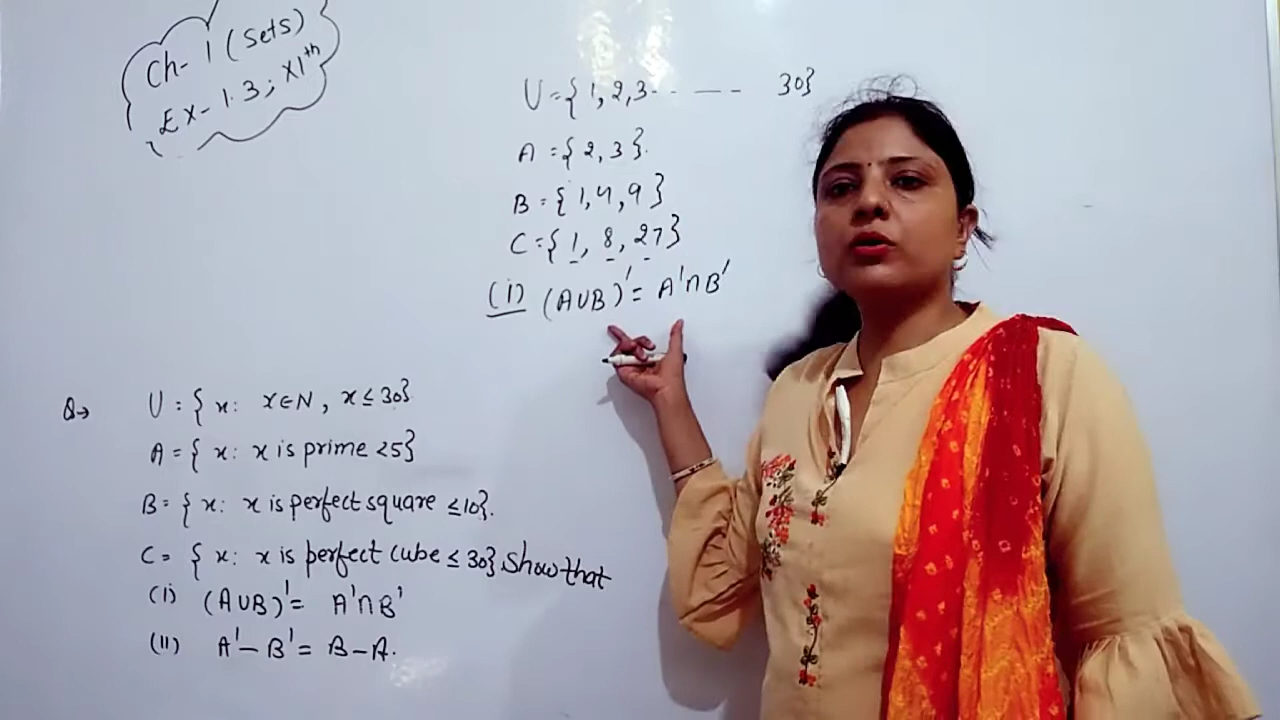 Ch-1 (Sets)
Ex-1.3; XIth
U={1,2,3----- 30}
A={2,3}.
B={1,4,9}
C={1,8,27}
(i) (A∪B)'= A'∩B'
Q→ U={x: x∈N, x≤30}
A={x: x is prime <5}
B={x: x is perfect square ≤10}.
C={x: x is perfect cube ≤30} Show that
(i) (A∪B)'= A'∩B'
(ii) A'-B'= B-A.